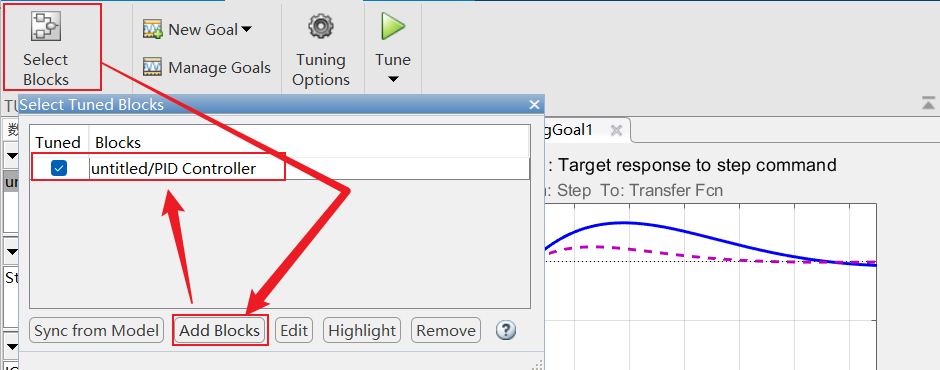 Select
Blocks
New Goal
Manage Goals
Tuning
Options
Tune
Select Tuned Blocks
Tuned Blocks
untitled/PID Controller
Sync from Model
Add Blocks
Edit
Highlight
Remove
?
TU
数
un
St
gGoal1
: Target response to step command
: Step To: Transfer Fcn